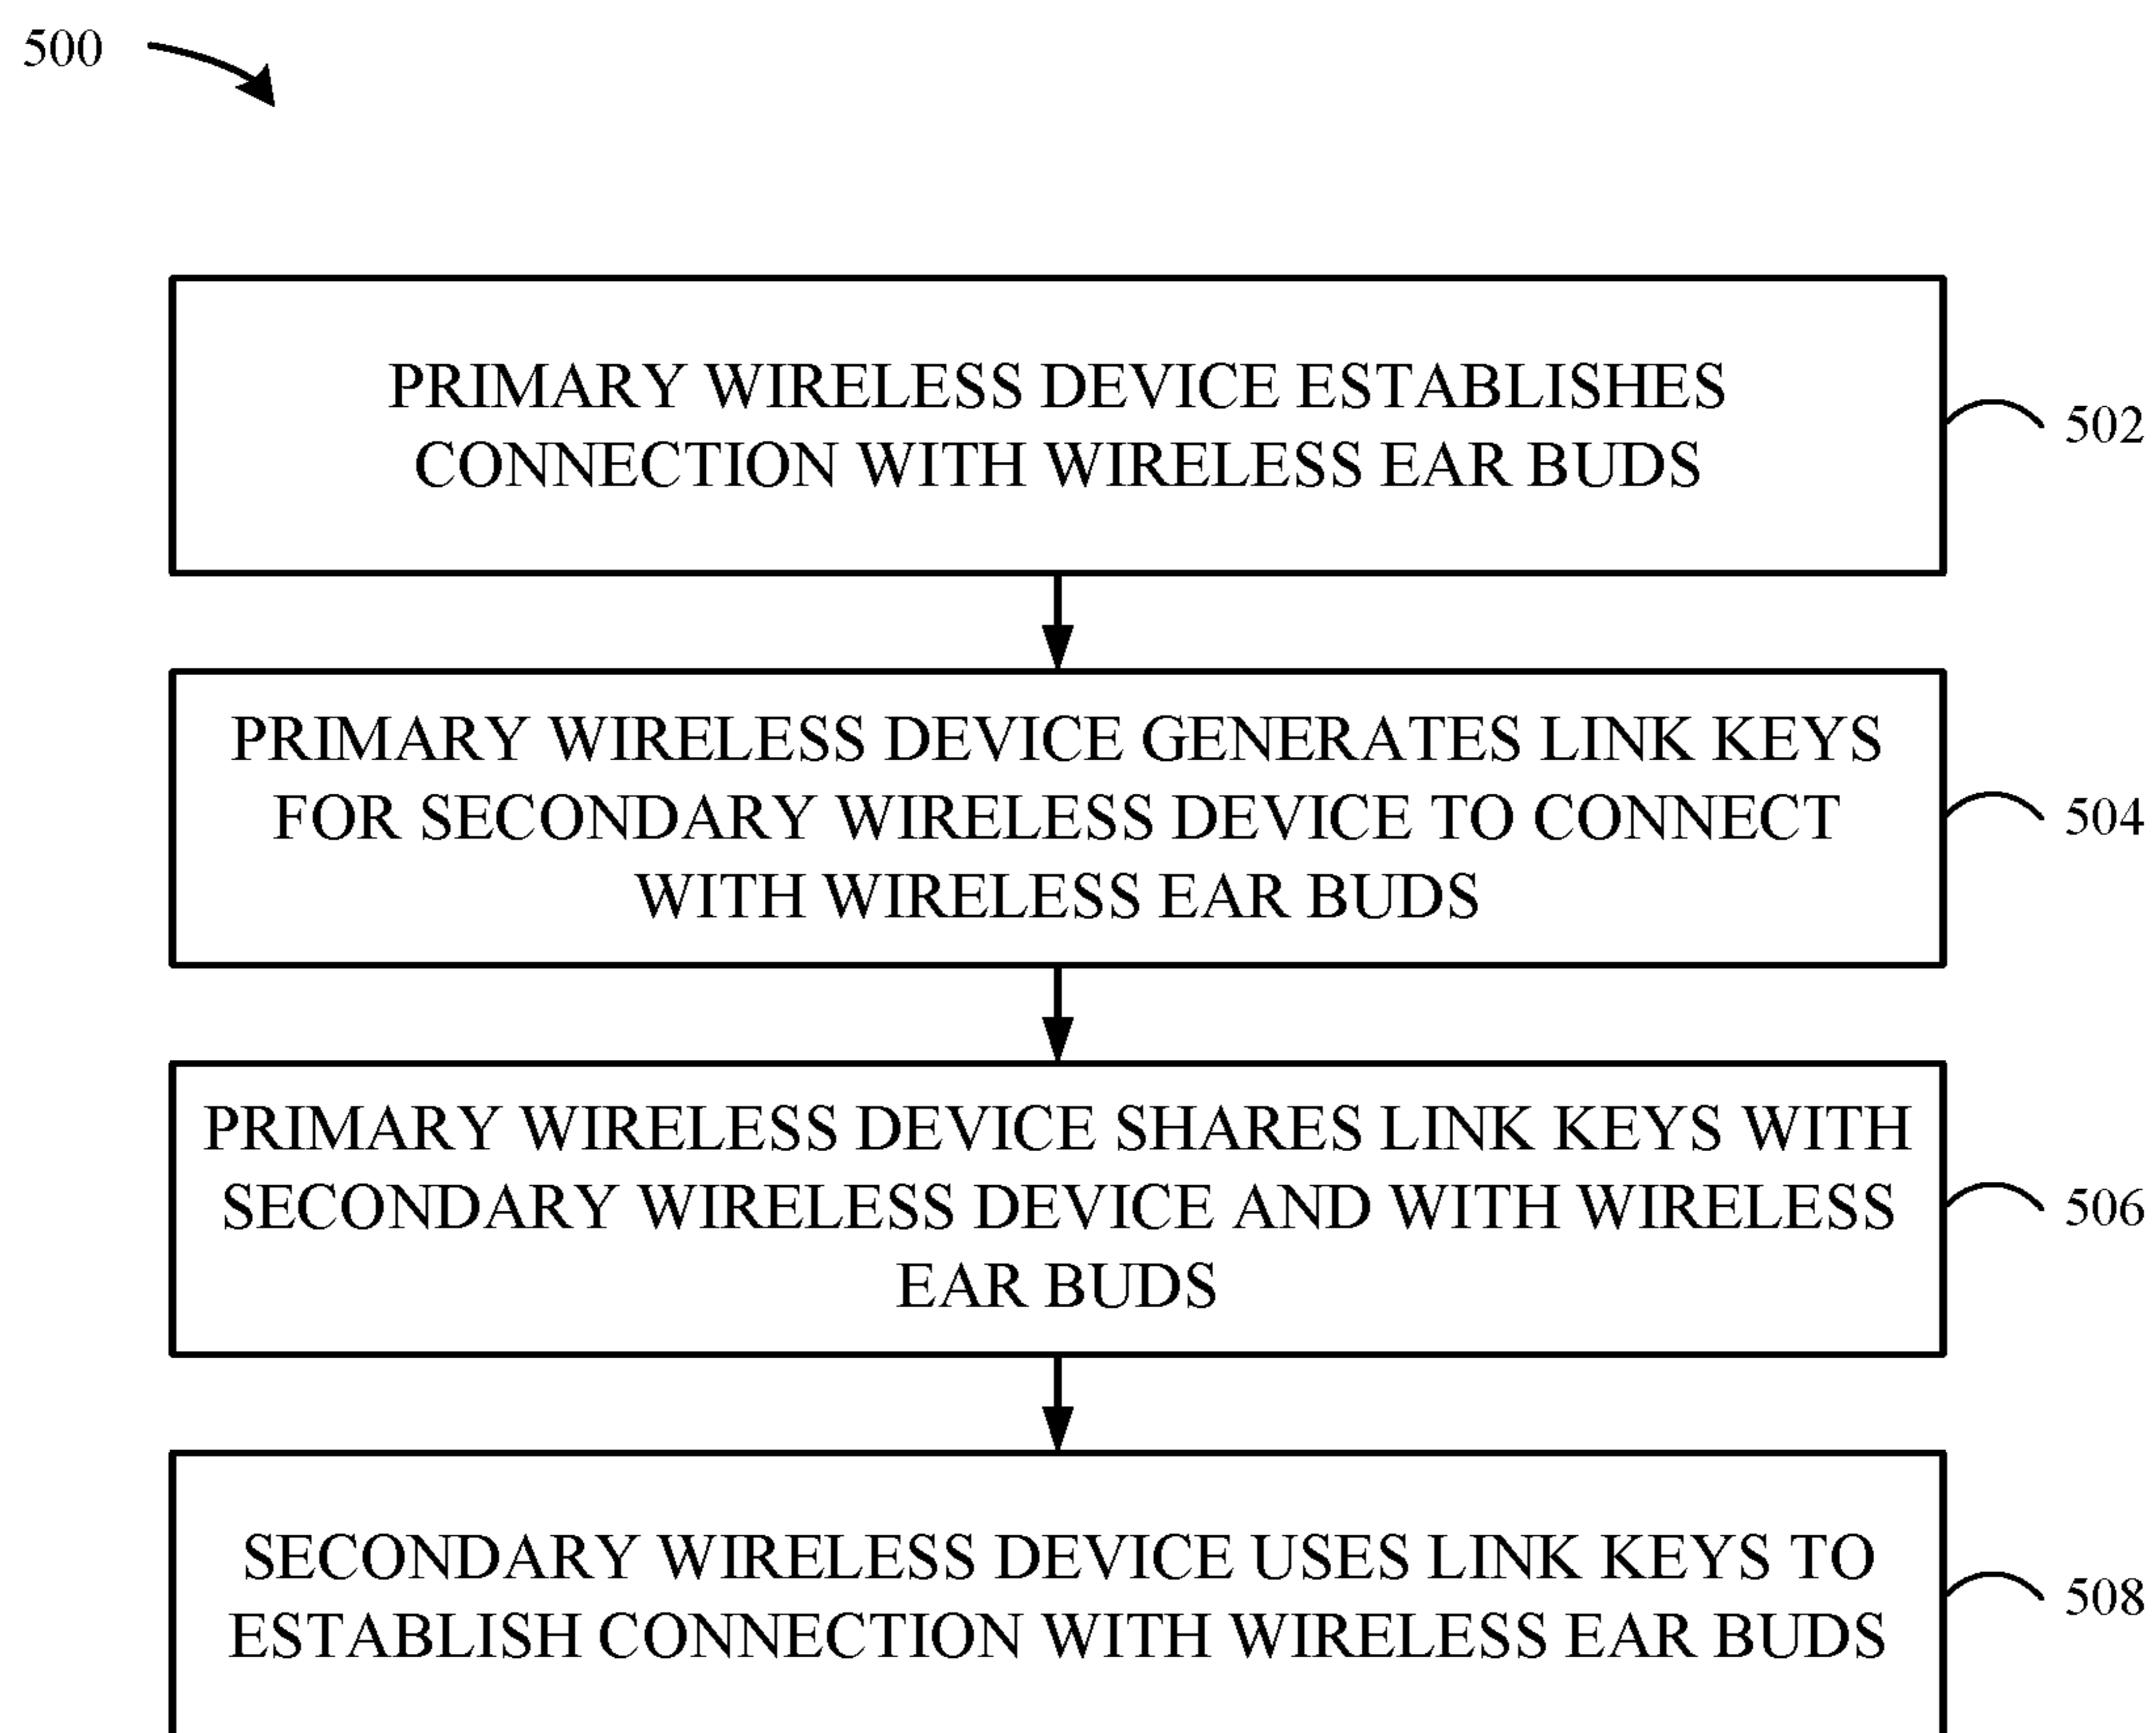 500
PRIMARY WIRELESS DEVICE ESTABLISHES
CONNECTION WITH WIRELESS EAR BUDS
502
PRIMARY WIRELESS DEVICE GENERATES LINK KEYS
FOR SECONDARY WIRELESS DEVICE TO CONNECT
WITH WIRELESS EAR BUDS
504
PRIMARY WIRELESS DEVICE SHARES LINK KEYS WITH
SECONDARY WIRELESS DEVICE AND WITH WIRELESS
EAR BUDS
506
SECONDARY WIRELESS DEVICE USES LINK KEYS TO
ESTABLISH CONNECTION WITH WIRELESS EAR BUDS
508